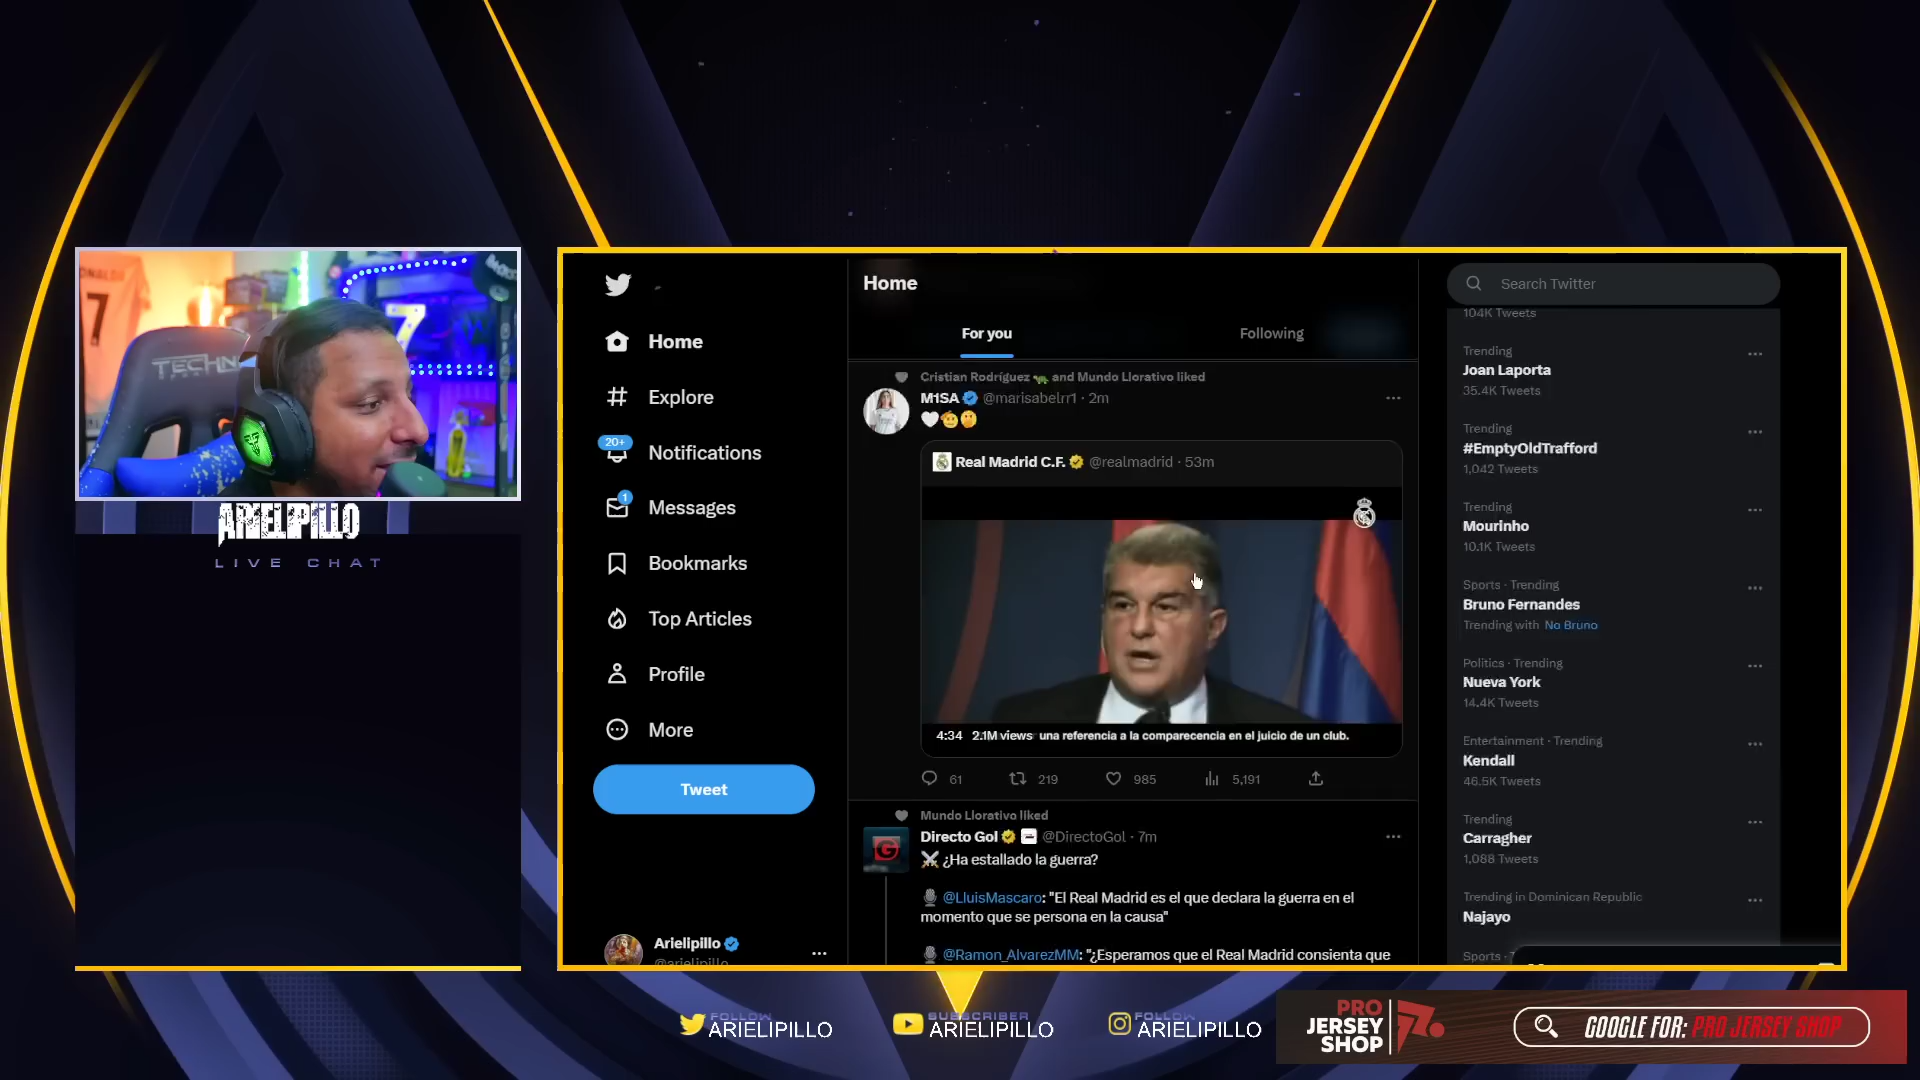 RONALDO
7
7
TECHNI
ARIELIPILLO
LIVE CHAT
Home
Explore
20+
Notifications
1
Messages
Bookmarks
Top Articles
Profile
More
Tweet
Arielipillo
@arielipillo
Home
For you
Following
Cristian Rodríguez and Mundo Llorativo liked
M1SA @marisabelrr1 · 2m
Real Madrid C.F. @realmadrid · 53m
4:34 2.1M views una referencia a la comparecencia en el juicio de un club.
61 219 985 5,191
Mundo Llorativo liked
Directo Gol @DirectoGol · 7m
¿Ha estallado la guerra?
@LluisMascaro: "El Real Madrid es el que declara la guerra en el
momento que se persona en la causa"
@Ramon_AlvarezMM: "¿Esperamos que el Real Madrid consienta que
Search Twitter
104K Tweets
Trending
Joan Laporta
35.4K Tweets
Trending
#EmptyOldTrafford
1,042 Tweets
Trending
Mourinho
10.1K Tweets
Sports · Trending
Bruno Fernandes
Trending with No Bruno
Politics · Trending
Nueva York
14.4K Tweets
Entertainment · Trending
Kendall
46.5K Tweets
Trending
Carragher
1,088 Tweets
Trending in Dominican Republic
Najayo
Sports ·
FOLLOW
ARIELIPILLO
SUBSCRIBER
ARIELIPILLO
FOLLOW
ARIELIPILLO
PRO
JERSEY
SHOP
GOOGLE FOR: PRO JERSEY SHOP